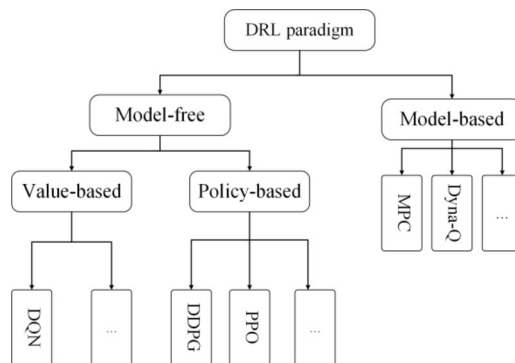 DRL paradigm
Model-free
Model-based
Value-based
Policy-based
MPC
Dyna-Q
...
DQN
...
DDPG
PPO
...